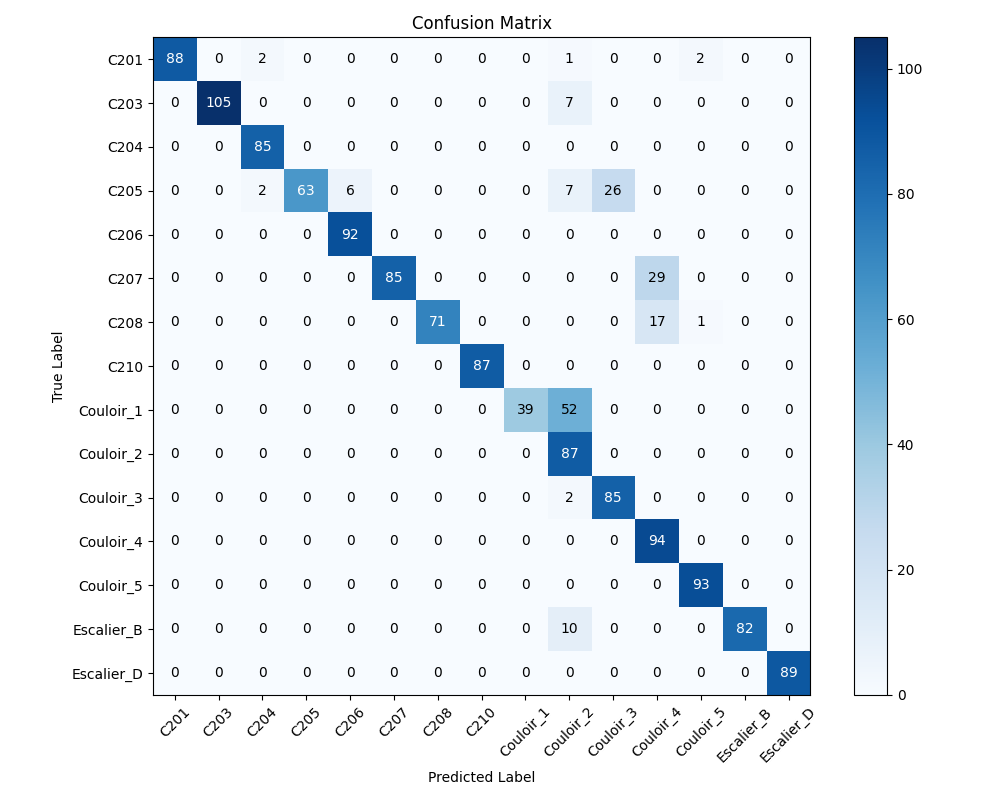 Confusion Matrix
True Label
C201 88 0 2 0 0 0 0 0 0 1 0 0 2 0 0
C203 0 105 0 0 0 0 0 0 0 7 0 0 0 0 0
C204 0 0 85 0 0 0 0 0 0 0 0 0 0 0 0
C205 0 0 2 63 6 0 0 0 0 7 26 0 0 0 0
C206 0 0 0 0 92 0 0 0 0 0 0 0 0 0 0
C207 0 0 0 0 0 85 0 0 0 0 0 29 0 0 0
C208 0 0 0 0 0 0 71 0 0 0 0 17 1 0 0
C210 0 0 0 0 0 0 0 87 0 0 0 0 0 0 0
Couloir_1 0 0 0 0 0 0 0 0 39 52 0 0 0 0 0
Couloir_2 0 0 0 0 0 0 0 0 0 87 0 0 0 0 0
Couloir_3 0 0 0 0 0 0 0 0 0 2 85 0 0 0 0
Couloir_4 0 0 0 0 0 0 0 0 0 0 0 94 0 0 0
Couloir_5 0 0 0 0 0 0 0 0 0 0 0 0 93 0 0
Escalier_B 0 0 0 0 0 0 0 0 0 10 0 0 0 82 0
Escalier_D 0 0 0 0 0 0 0 0 0 0 0 0 0 0 89
C201 C203 C204 C205 C206 C207 C208 C210 Couloir_1 Couloir_2 Couloir_3 Couloir_4 Couloir_5 Escalier_B Escalier_D
Predicted Label
100
80
60
40
20
0